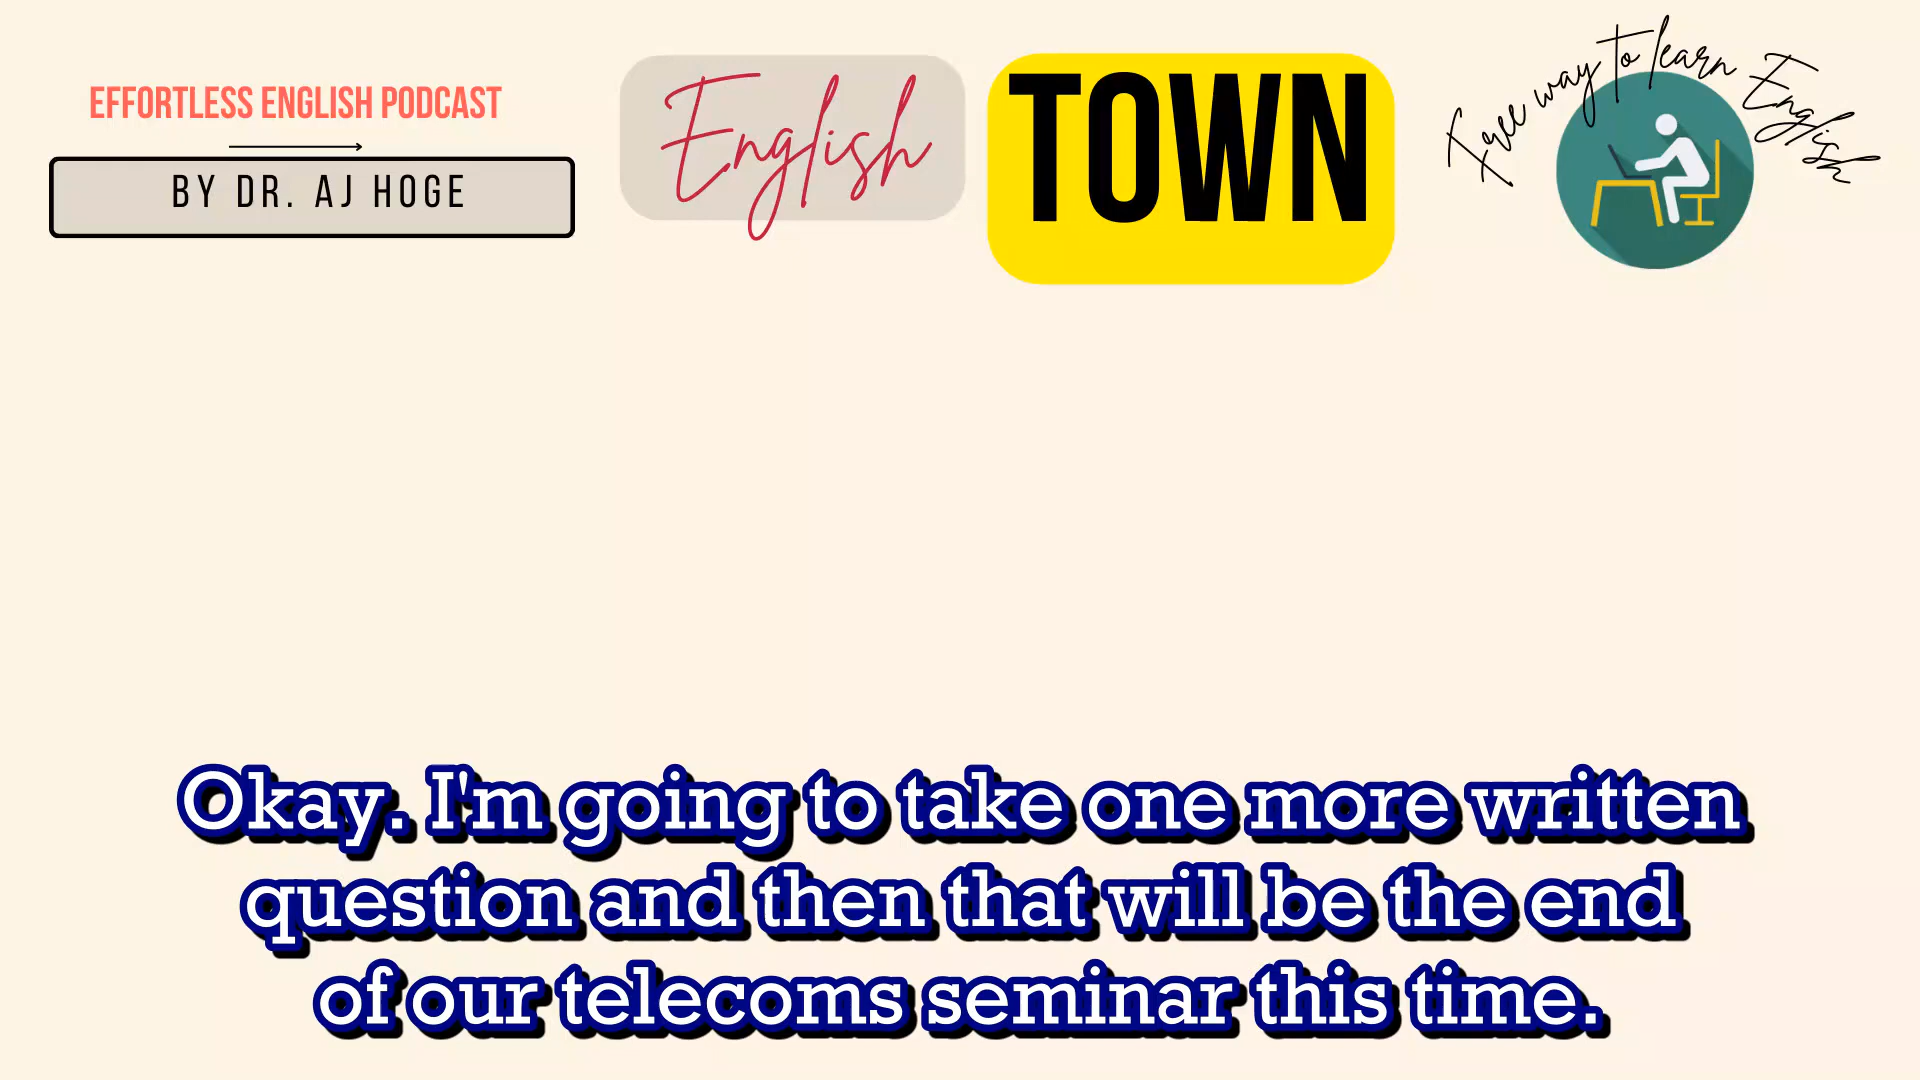 EFFORTLESS ENGLISH PODCAST
BY DR. AJ HOGE
English
TOWN
Free way to learn English
Okay. I'm going to take one more written
question and then that will be the end
of our telecoms seminar this time.